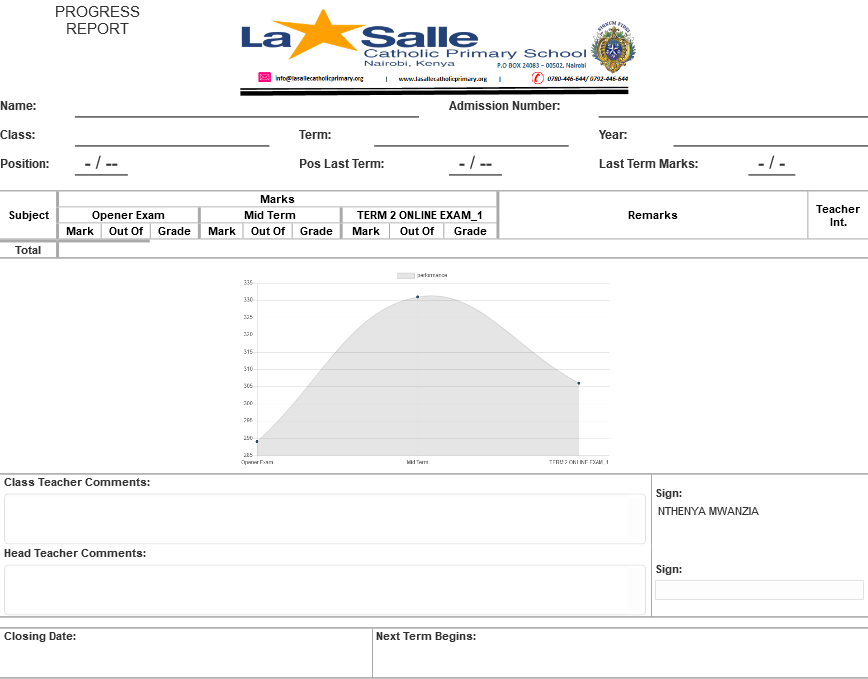 PROGRESS
REPORT
La Salle
Catholic Primary School
Nairobi, Kenya
P.O BOX 24083 – 00502, Nairobi
info@lasallecatholicprimary.org | www.lasallecatholicprimary.org | 0780-446-644/ 0792-446-644
Name: Admission Number:
Class: Term: Year:
Position: - / -- Pos Last Term: - / -- Last Term Marks: - / -
Subject Marks Remarks Teacher Int.
Opener Exam Mid Term TERM 2 ONLINE EXAM_1
Mark Out Of Grade Mark Out Of Grade Mark Out Of Grade
Total
performance
335
330
325
320
315
310
305
300
295
290
285
Opener Exam Mid Term TERM 2 ONLINE EXAM_1
Class Teacher Comments:
Sign:
NTHENYA MWANZIA
Head Teacher Comments:
Sign:
Closing Date: Next Term Begins: